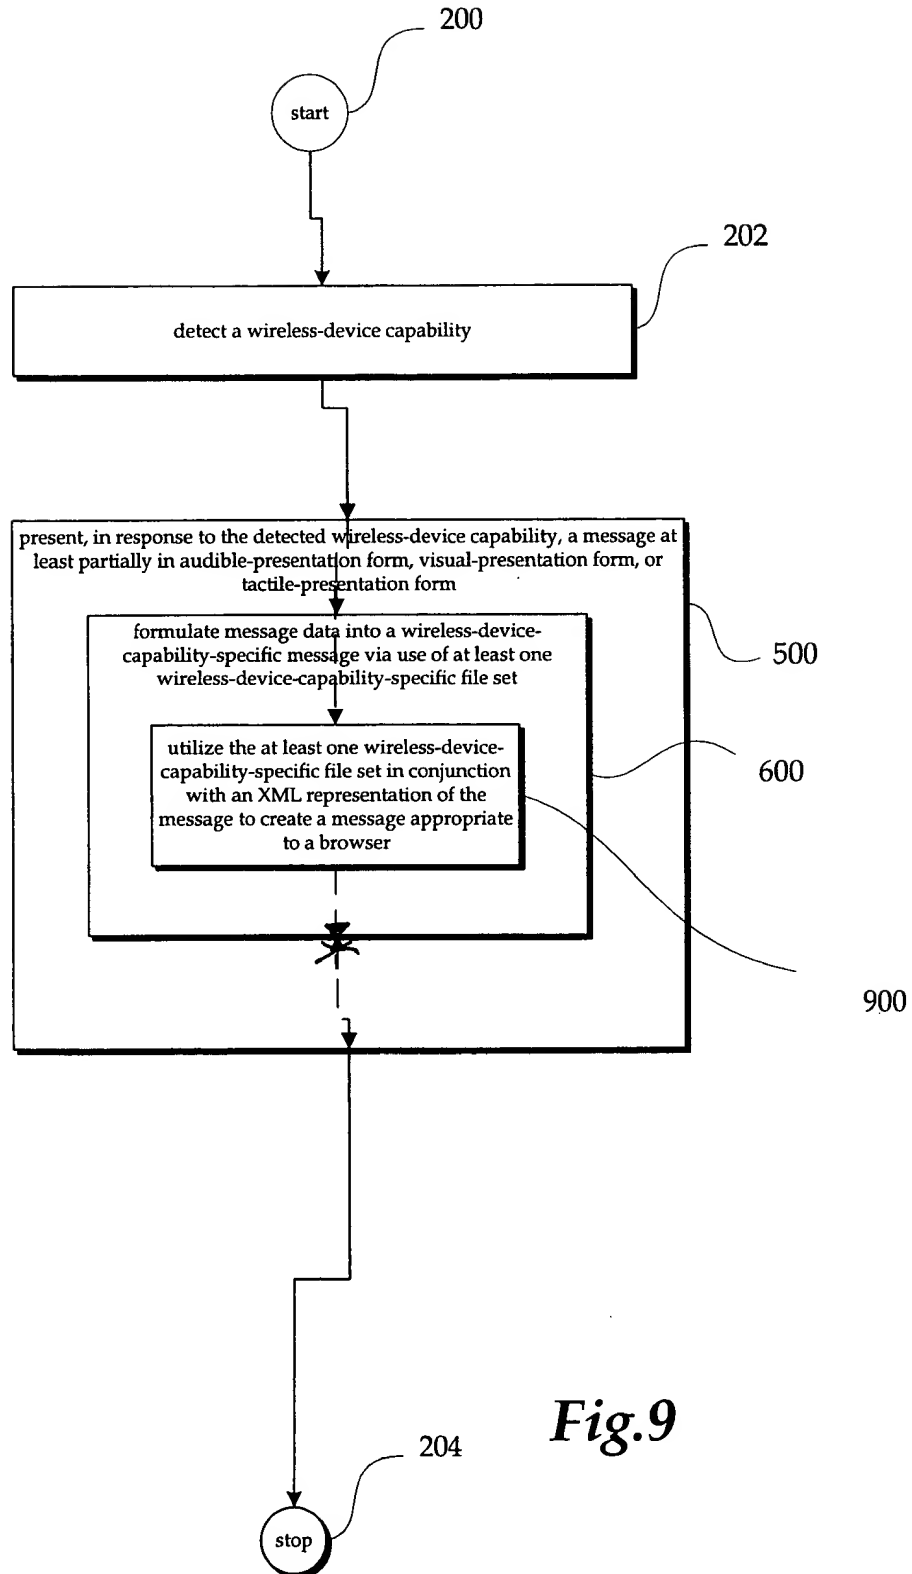 200
start
202
detect a wireless-device capability
present, in response to the detected wireless-device capability, a message at
least partially in audible-presentation form, visual-presentation form, or
tactile-presentation form
formulate message data into a wireless-device-
capability-specific message via use of at least one
wireless-device-capability-specific file set
500
utilize the at least one wireless-device-
capability-specific file set in conjunction
with an XML representation of the
message to create a message appropriate
to a browser
600
900
Fig.9
204
stop